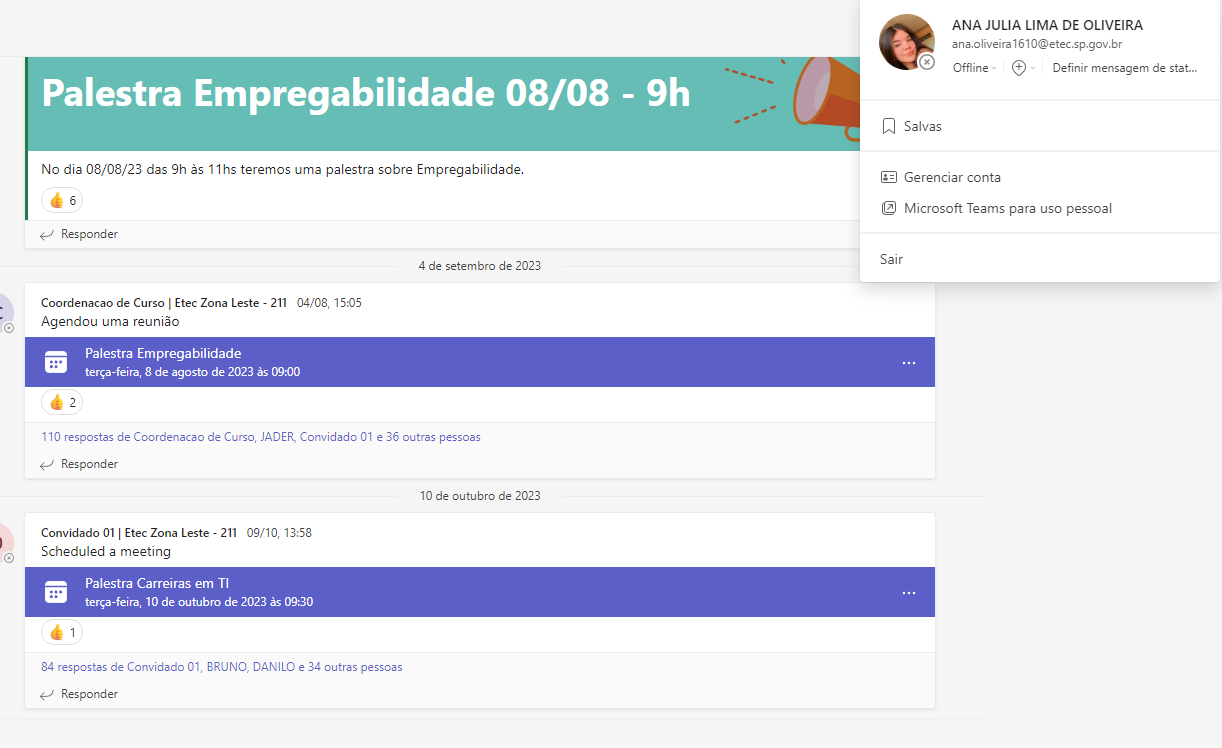 ANA JULIA LIMA DE OLIVEIRA
ana.oliveira1610@etec.sp.gov.br
Offline
Definir mensagem de stat...
Salvas
Gerenciar conta
Microsoft Teams para uso pessoal
Sair
Palestra Empregabilidade 08/08 - 9h
No dia 08/08/23 das 9h às 11hs teremos uma palestra sobre Empregabilidade.
6
Responder
4 de setembro de 2023
Coordenacao de Curso | Etec Zona Leste - 211 04/08, 15:05
Agendou uma reunião
Palestra Empregabilidade
terça-feira, 8 de agosto de 2023 às 09:00
2
110 respostas de Coordenacao de Curso, JADER, Convidado 01 e 36 outras pessoas
Responder
10 de outubro de 2023
Convidado 01 | Etec Zona Leste - 211 09/10, 13:58
Scheduled a meeting
Palestra Carreiras em TI
terça-feira, 10 de outubro de 2023 às 09:30
1
84 respostas de Convidado 01, BRUNO, DANILO e 34 outras pessoas
Responder